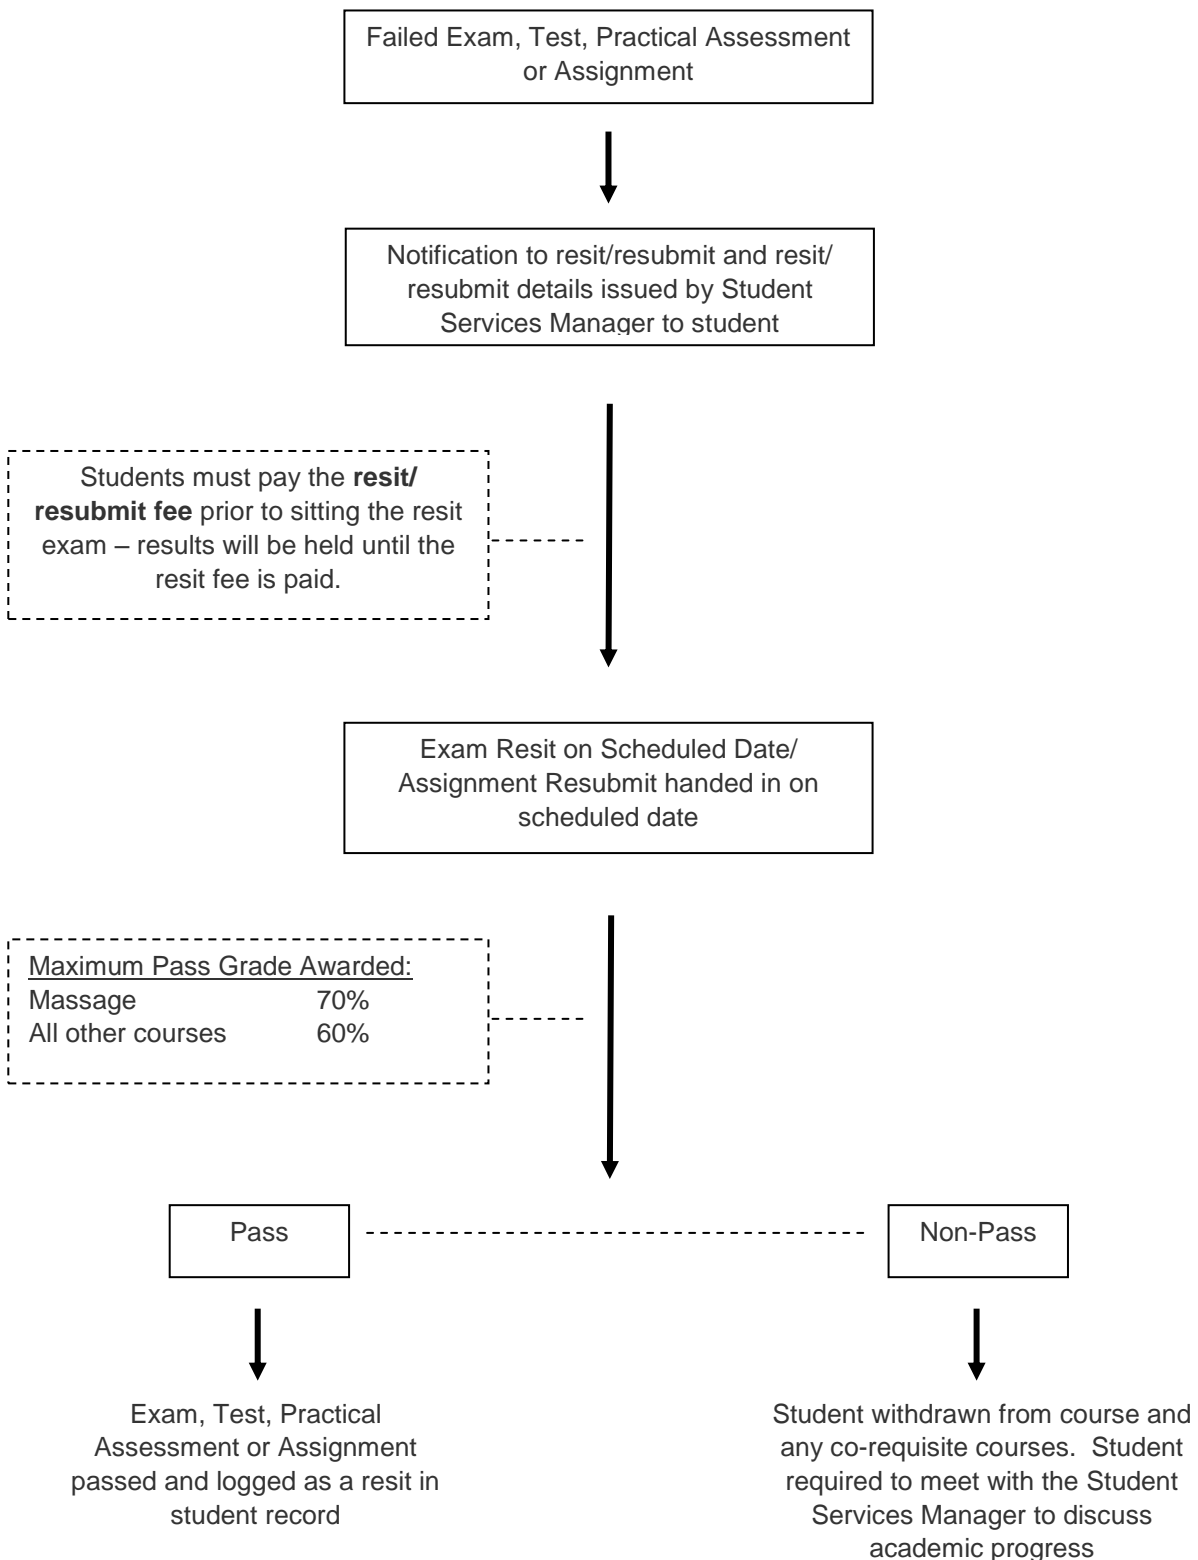 Failed Exam, Test, Practical Assessment
or Assignment
Notification to resit/resubmit and resit/
resubmit details issued by Student
Services Manager to student
Students must pay the resit/
resubmit fee prior to sitting the resit
exam – results will be held until the
resit fee is paid.
Exam Resit on Scheduled Date/
Assignment Resubmit handed in on
scheduled date
Maximum Pass Grade Awarded:
Massage 70%
All other courses 60%
Pass
Non-Pass
Exam, Test, Practical
Assessment or Assignment
passed and logged as a resit in
student record
Student withdrawn from course and
any co-requisite courses.  Student
required to meet with the Student
Services Manager to discuss
academic progress